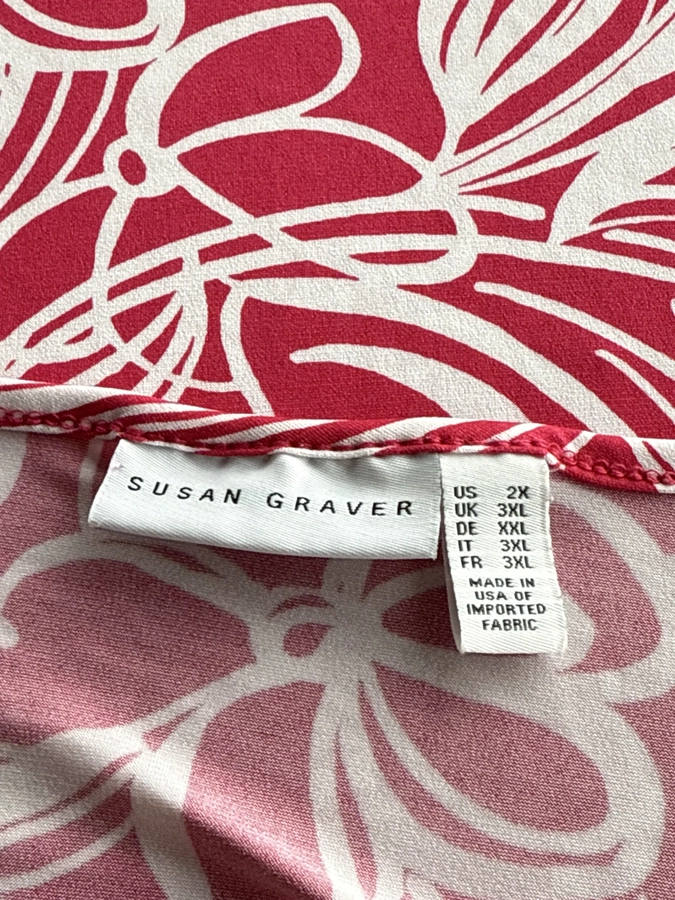 SUSAN GRAVER
US 2X
UK 3XL
DE XXL
IT 3XL
FR 3XL
MADE IN
USA OF
IMPORTED
FABRIC